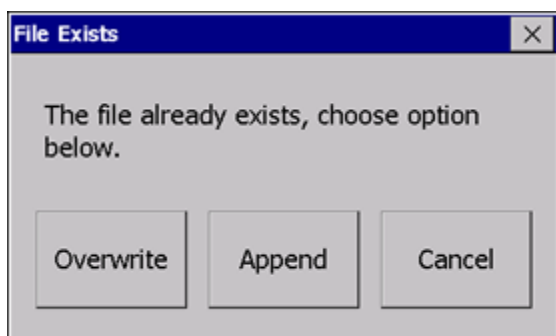 File Exists
The file already exists, choose option
below.
Overwrite Append Cancel